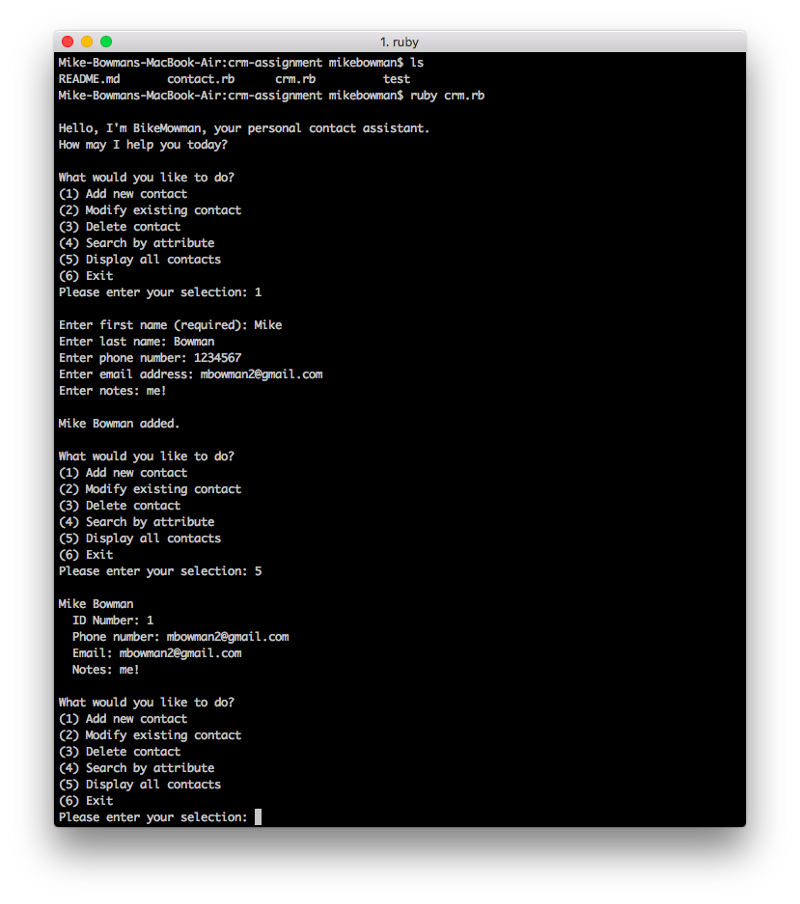 1. ruby
Mike-Bowmans-MacBook-Air:crm-assignment mikebowman$ ls
README.md       contact.rb      crm.rb          test
Mike-Bowmans-MacBook-Air:crm-assignment mikebowman$ ruby crm.rb
Hello, I'm BikeMowman, your personal contact assistant.
How may I help you today?
What would you like to do?
(1) Add new contact
(2) Modify existing contact
(3) Delete contact
(4) Search by attribute
(5) Display all contacts
(6) Exit
Please enter your selection: 1
Enter first name (required): Mike
Enter last name: Bowman
Enter phone number: 1234567
Enter email address: mbowman2@gmail.com
Enter notes: me!
Mike Bowman added.
What would you like to do?
(1) Add new contact
(2) Modify existing contact
(3) Delete contact
(4) Search by attribute
(5) Display all contacts
(6) Exit
Please enter your selection: 5
Mike Bowman
  ID Number: 1
  Phone number: mbowman2@gmail.com
  Email: mbowman2@gmail.com
  Notes: me!
What would you like to do?
(1) Add new contact
(2) Modify existing contact
(3) Delete contact
(4) Search by attribute
(5) Display all contacts
(6) Exit
Please enter your selection: